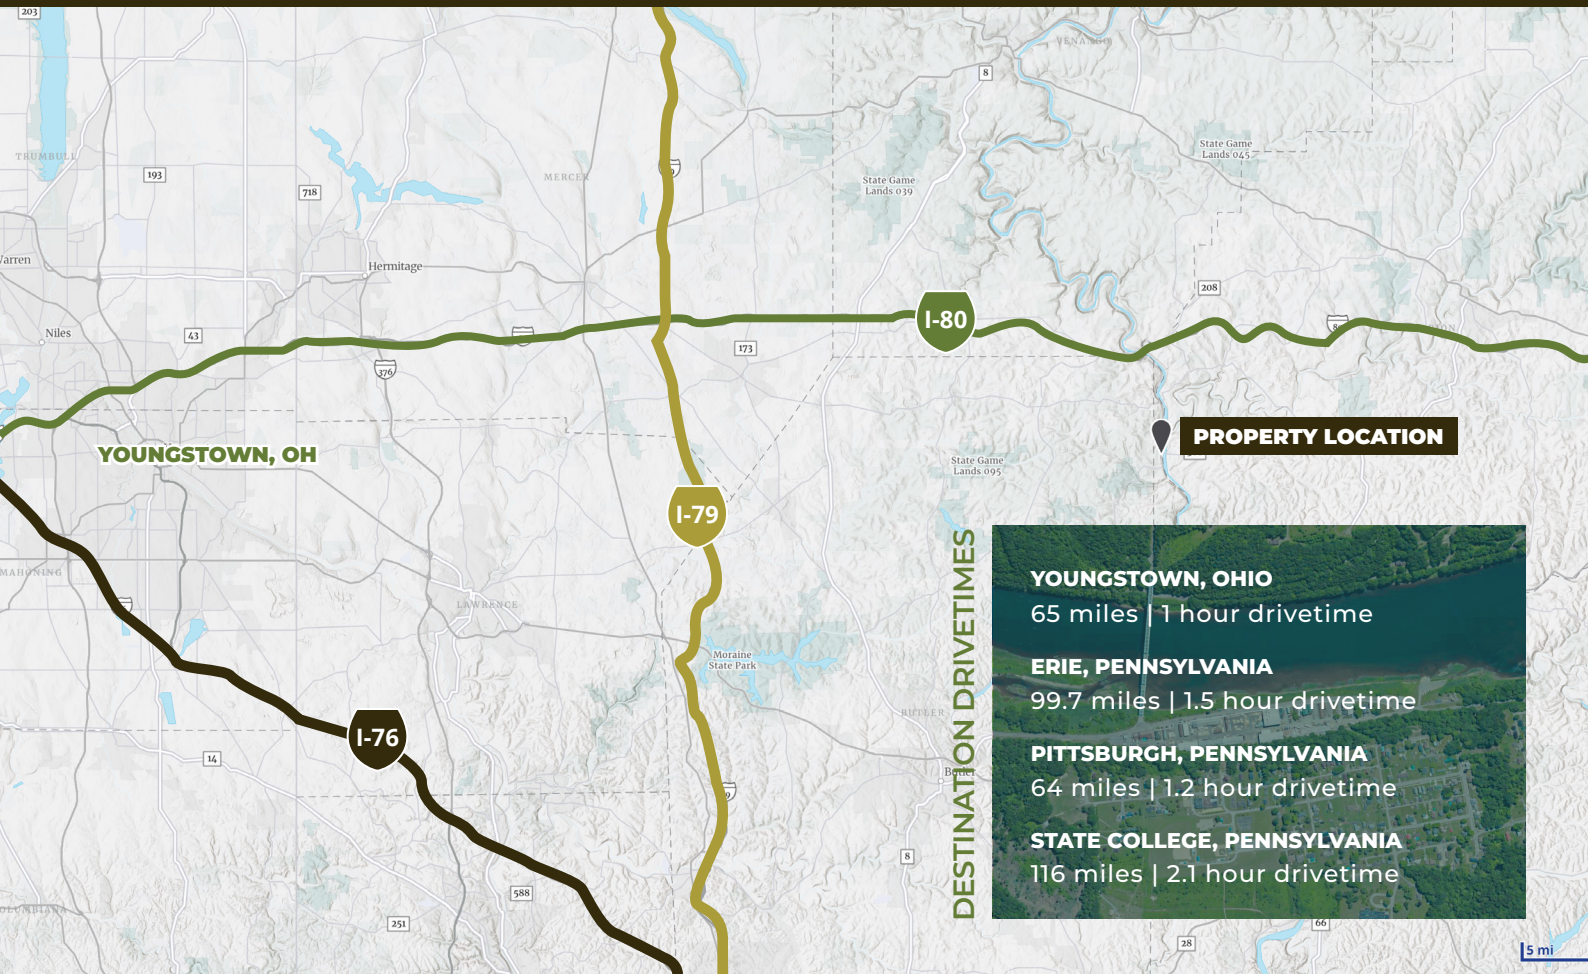 203
VENANGO
8
TRUMBULL
193
718
MERCER
State Game
Lands 045
State Game
Lands 039
Hermitage
208
I-80
Niles
43
173
376
YOUNGSTOWN, OH
PROPERTY LOCATION
State Game
Lands 095
I-79
MAHONING
LAWRENCE
Moraine
State Park
BUTLER
I-76
14
588
251
8
28
66
5 mi
DESTINATION DRIVETIMES
YOUNGSTOWN, OHIO
65 miles | 1 hour drivetime
ERIE, PENNSYLVANIA
99.7 miles | 1.5 hour drivetime
PITTSBURGH, PENNSYLVANIA
64 miles | 1.2 hour drivetime
STATE COLLEGE, PENNSYLVANIA
116 miles | 2.1 hour drivetime